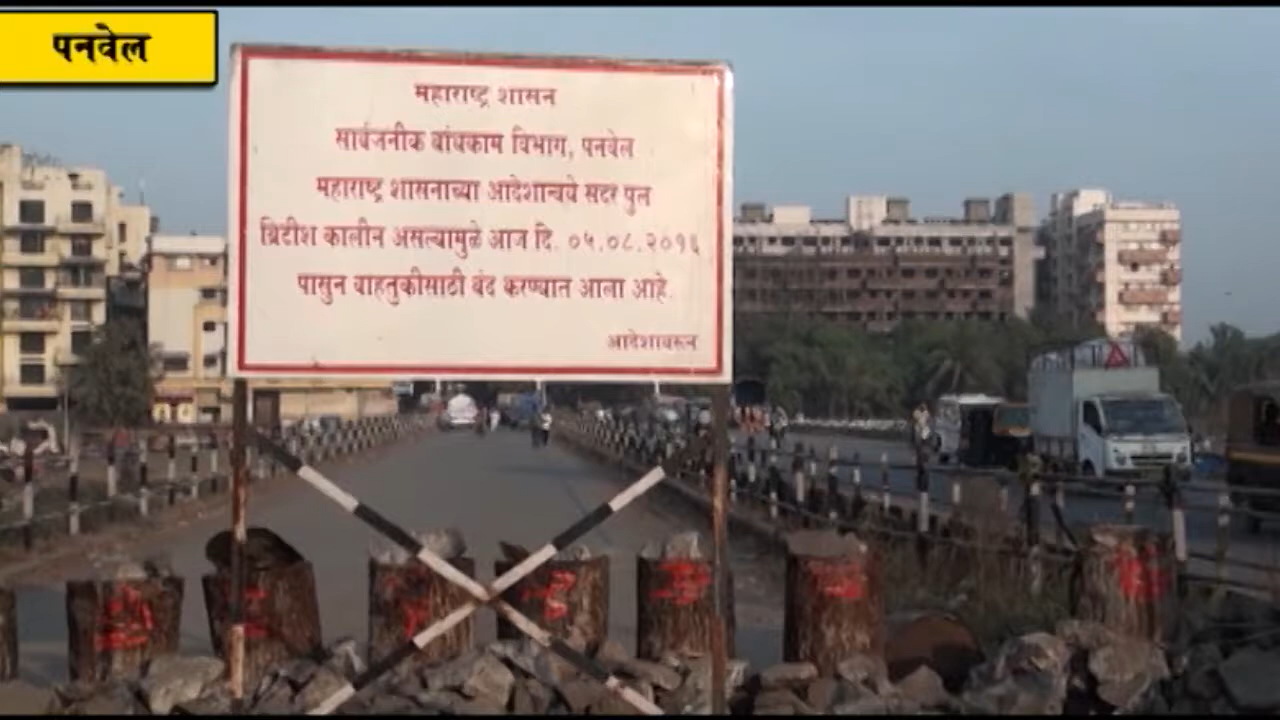 पनवेल
महाराष्ट्र शासन
सार्वजनीक बांधकाम विभाग, पनवेल
महाराष्ट्र शासनाच्या आदेशान्वये सदर पुल
ब्रिटीश कालीन असल्यामुळे आज दि. ०५.०८.२०१६
पासुन वाहतुकीसाठी बंद करण्यात आला आहे.
आदेशावरून